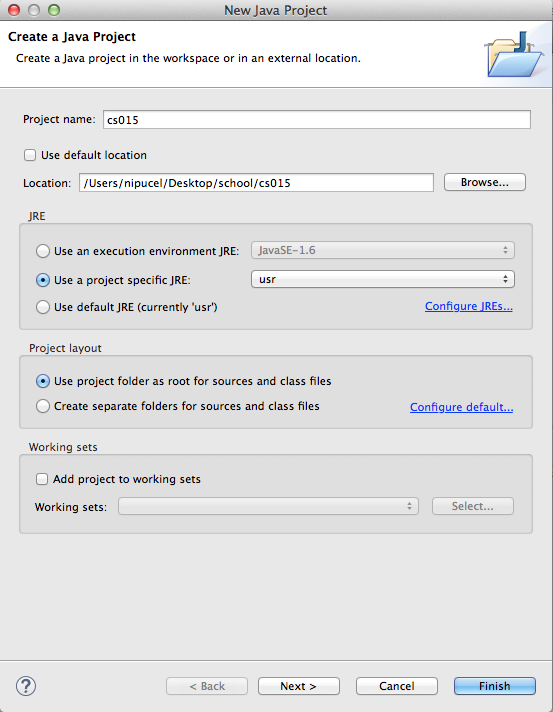 New Java Project
Create a Java Project
Create a Java project in the workspace or in an external location.
Project name: cs015
Use default location
Location: /Users/nipucel/Desktop/school/cs015 Browse...
JRE
Use an execution environment JRE: JavaSE-1.6
Use a project specific JRE: usr
Use default JRE (currently 'usr') Configure JREs...
Project layout
Use project folder as root for sources and class files
Create separate folders for sources and class files Configure default...
Working sets
Add project to working sets
Working sets: Select...
? < Back Next > Cancel Finish